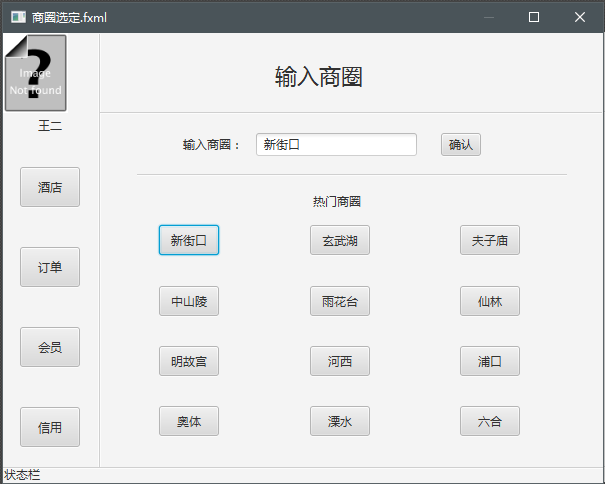 商圈选定.fxml
?
Image
Not found
王二
酒店
订单
会员
信用
输入商圈
输入商圈： 新街口 确认
热门商圈
新街口 玄武湖 夫子庙
中山陵 雨花台 仙林
明故宫 河西 浦口
奥体 溧水 六合
状态栏